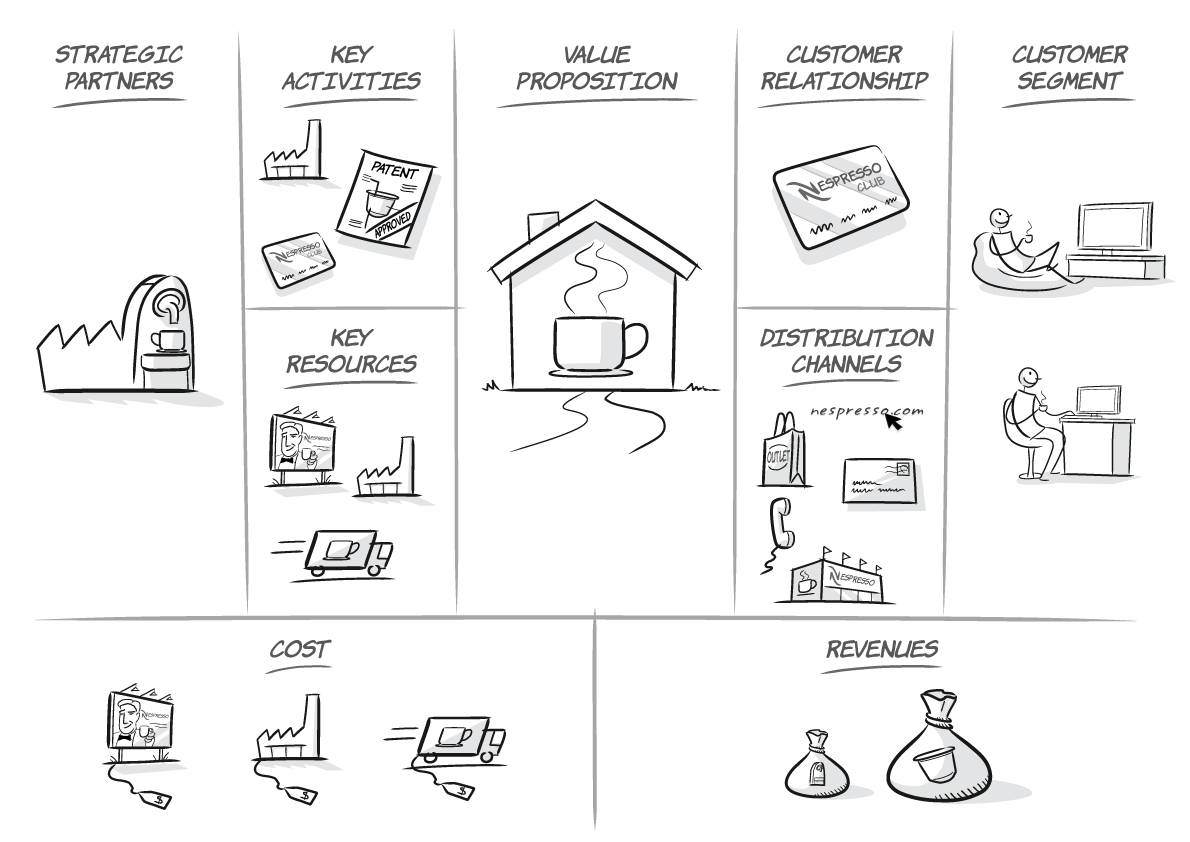 STRATEGIC
PARTNERS
KEY
ACTIVITIES
PATENT
APPROVED
NESPRESSO
CLUB
KEY
RESOURCES
NESPRESSO
VALUE
PROPOSITION
CUSTOMER
RELATIONSHIP
NESPRESSO
CLUB
DISTRIBUTION
CHANNELS
nespresso.com
OUTLET
NESPRESSO
CUSTOMER
SEGMENT
COST
NESPRESSO
$
$
$
REVENUES